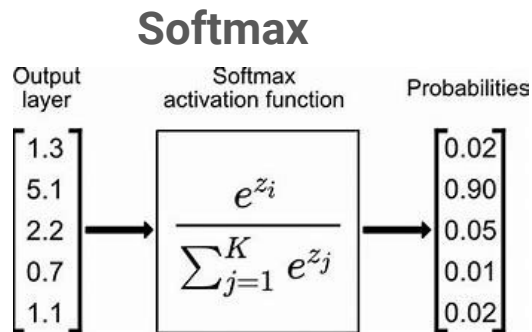 Softmax
Output
layer
Softmax
activation function
Probabilities
1.3
5.1
2.2
0.7
1.1
e^{z_i}
∑_{j=1}^{K} e^{z_j}
0.02
0.90
0.05
0.01
0.02